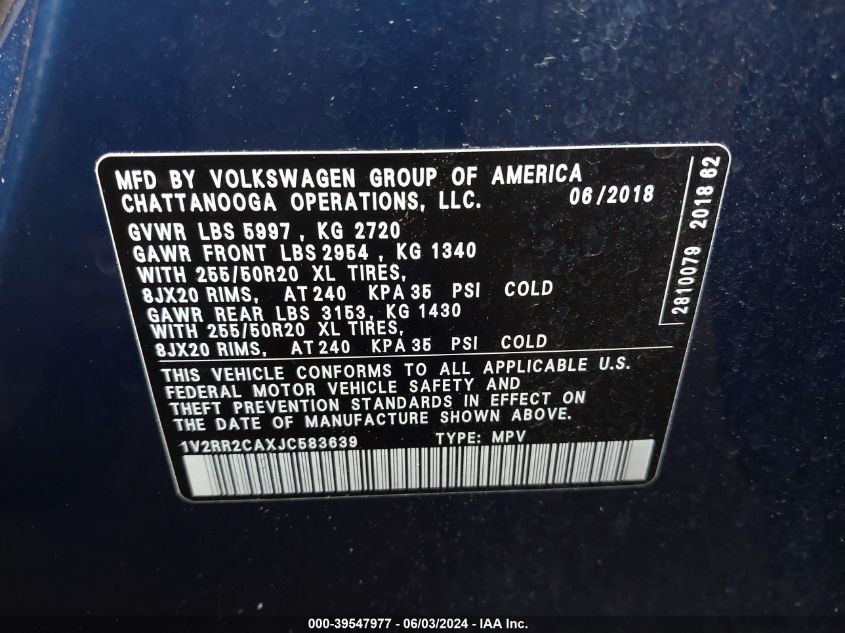 MFD BY VOLKSWAGEN GROUP OF AMERICA
CHATTANOOGA OPERATIONS, LLC. 06/2018
GVWR LBS 5997 , KG 2720
GAWR FRONT LBS 2954 , KG 1340
WITH 255/50R20 XL TIRES,
8JX20 RIMS, AT 240 KPA 35 PSI COLD
GAWR REAR LBS 3153, KG 1430
WITH 255/50R20 XL TIRES,
8JX20 RIMS, AT 240 KPA 35 PSI COLD
THIS VEHICLE CONFORMS TO ALL APPLICABLE U.S.
FEDERAL MOTOR VEHICLE SAFETY AND
THEFT PREVENTION STANDARDS IN EFFECT ON
THE DATE OF MANUFACTURE SHOWN ABOVE.
1V2RR2CAXJC583639 TYPE: MPV
2810079 2018 62
000-39547977 - 06/03/2024 - IAA Inc.